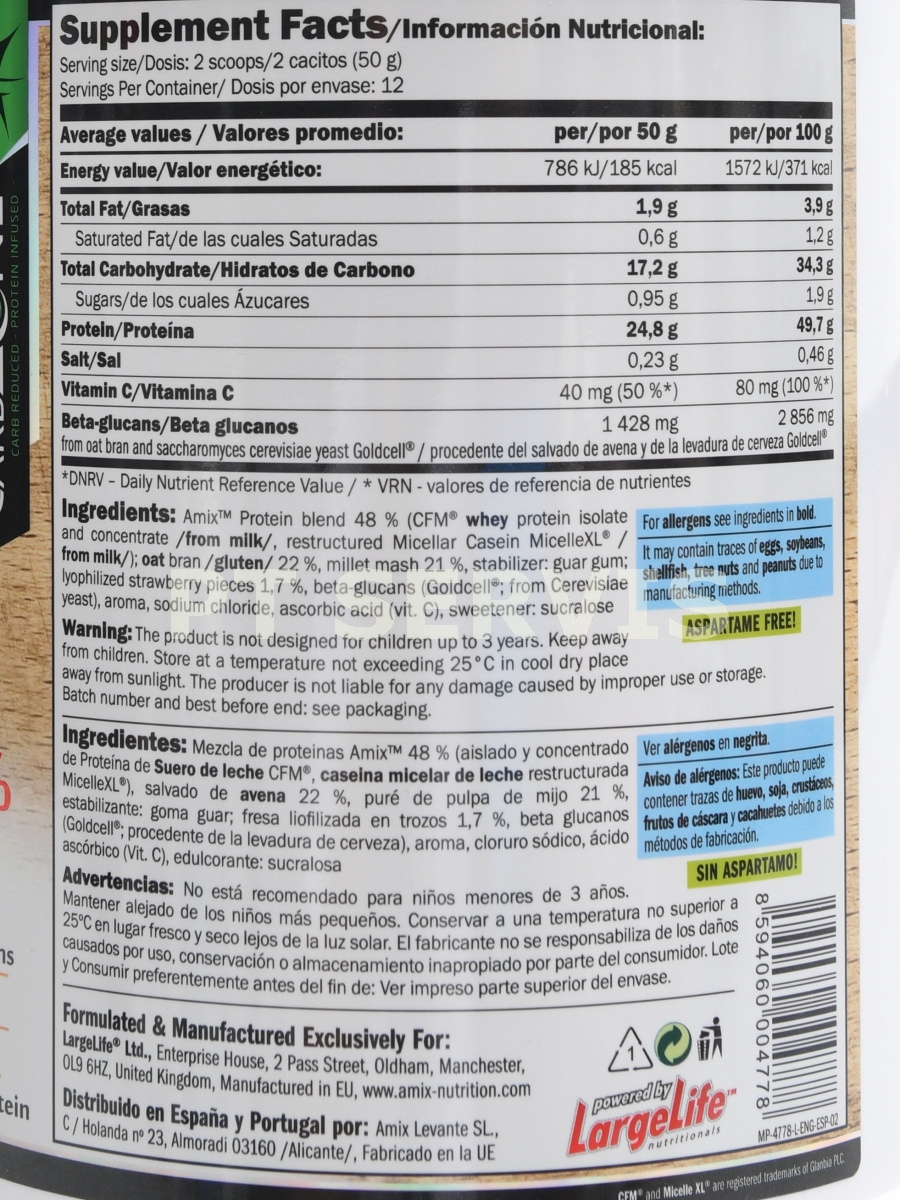 Supplement Facts/Información Nutricional:
Serving size/Dosis: 2 scoops/2 cacitos (50 g)
Servings Per Container/ Dosis por envase: 12
Average values / Valores promedio: per/por 50 g per/por 100 g
Energy value/Valor energético: 786 kJ/185 kcal 1572 kJ/371 kcal
Total Fat/Grasas 1,9 g 3,9 g
Saturated Fat/de las cuales Saturadas 0,6 g 1,2 g
Total Carbohydrate/Hidratos de Carbono 17,2 g 34,3 g
Sugars/de los cuales Ázucares 0,95 g 1,9 g
Protein/Proteína 24,8 g 49,7 g
Salt/Sal 0,23 g 0,46 g
Vitamin C/Vitamina C 40 mg (50 %*) 80 mg (100 %*)
Beta-glucans/Beta glucanos 1 428 mg 2 856 mg
from oat bran and saccharomyces cerevisiae yeast Goldcell® / procedente del salvado de avena y de la levadura de cerveza Goldcell®
*DNRV – Daily Nutrient Reference Value / * VRN - valores de referencia de nutrientes
Ingredients: Amix™ Protein blend 48 % (CFM® whey protein isolate
and concentrate /from milk/, restructured Micellar Casein MicelleXL® /
from milk/); oat bran /gluten/ 22 %, millet mash 21 %, stabilizer: guar gum;
lyophilized strawberry pieces 1,7 %, beta-glucans (Goldcell®; from Cerevisiae
yeast), aroma, sodium chloride, ascorbic acid (vit. C), sweetener: sucralose
For allergens see ingredients in bold.
It may contain traces of eggs, soybeans,
shellfish, tree nuts and peanuts due to
manufacturing methods.
ASPARTAME FREE!
Warning: The product is not designed for children up to 3 years. Keep away
from children. Store at a temperature not exceeding 25°C in cool dry place
away from sunlight. The producer is not liable for any damage caused by improper use or storage.
Batch number and best before end: see packaging.
Ingredientes: Mezcla de proteinas Amix™ 48 % (aislado y concentrado
de Proteína de Suero de leche CFM®, caseina micelar de leche restructurada
MicelleXL®), salvado de avena 22 %, puré de pulpa de mijo 21 %,
estabilizante: goma guar; fresa liofilizada en trozos 1,7 %, beta glucanos
(Goldcell®; procedente de la levadura de cerveza), aroma, cloruro sódico, ácido
ascórbico (Vit. C), edulcorante: sucralosa
Ver alérgenos en negrita.
Aviso de alérgenos: Este producto puede
contener trazas de huevo, soja, crustáceos,
frutos de cáscara y cacahuetes debido a los
métodos de fabricación.
SIN ASPARTAMO!
Advertencias: No está recomendado para niños menores de 3 años.
Mantener alejado de los niños más pequeños. Conservar a una temperatura no superior a
25°C en lugar fresco y seco lejos de la luz solar. El fabricante no se responsabiliza de los daños
causados por uso, conservación o almacenamiento inapropiado por parte del consumidor. Lote
y Consumir preferentemente antes del fin de: Ver impreso parte superior del envase.
Formulated & Manufactured Exclusively For:
LargeLife® Ltd., Enterprise House, 2 Pass Street, Oldham, Manchester,
OL9 6HZ, United Kingdom, Manufactured in EU, www.amix-nutrition.com
Distribuido en España y Portugal por: Amix Levante SL.,
C/ Holanda nº 23, Almoradi 03160 /Alicante/, Fabricado en la UE
1
powered by
LargeLife™
nutritionals
8 594060 004778
MP-4778-L-ENG-ESP-02
CFM® and Micelle XL® are registered trademarks of Glanbia PLC.
CARB REDUCED - PROTEIN INFUSED
PT SERVIS